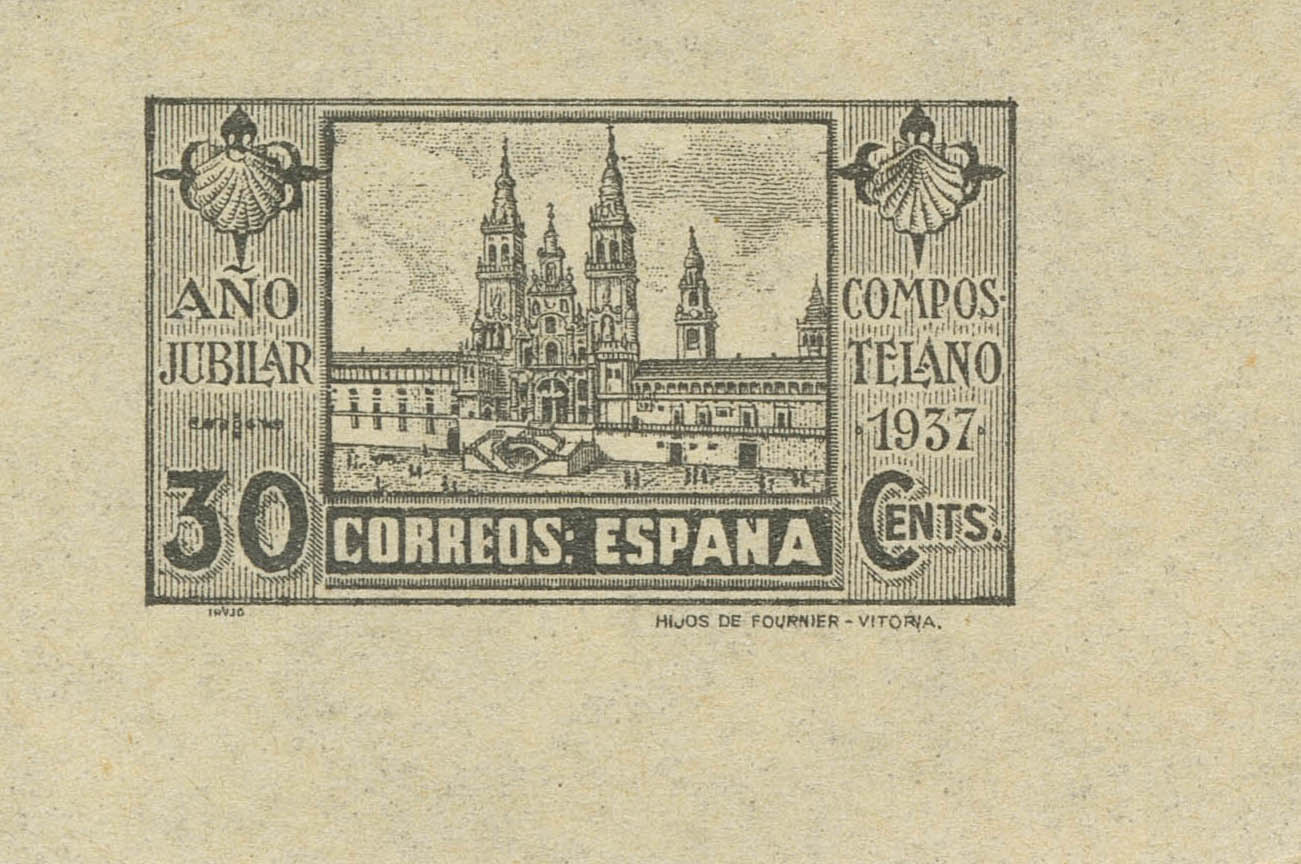 AÑO
JUBILAR
COMPOS-
TELANO
·1937·
30
CORREOS: ESPAÑA
CENTS.
HIJOS DE FOURNIER - VITORIA.